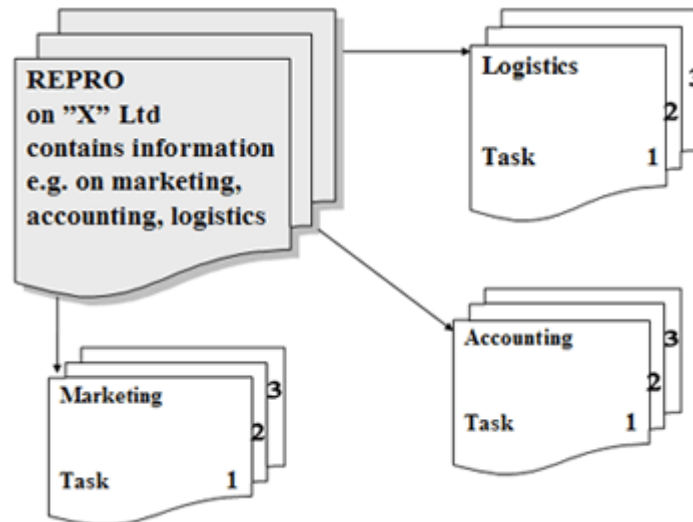 REPRO
on ”X” Ltd
contains information
e.g. on marketing,
accounting, logistics
Logistics
3
2
Task 1
Accounting
3
2
Task 1
Marketing
3
2
Task 1